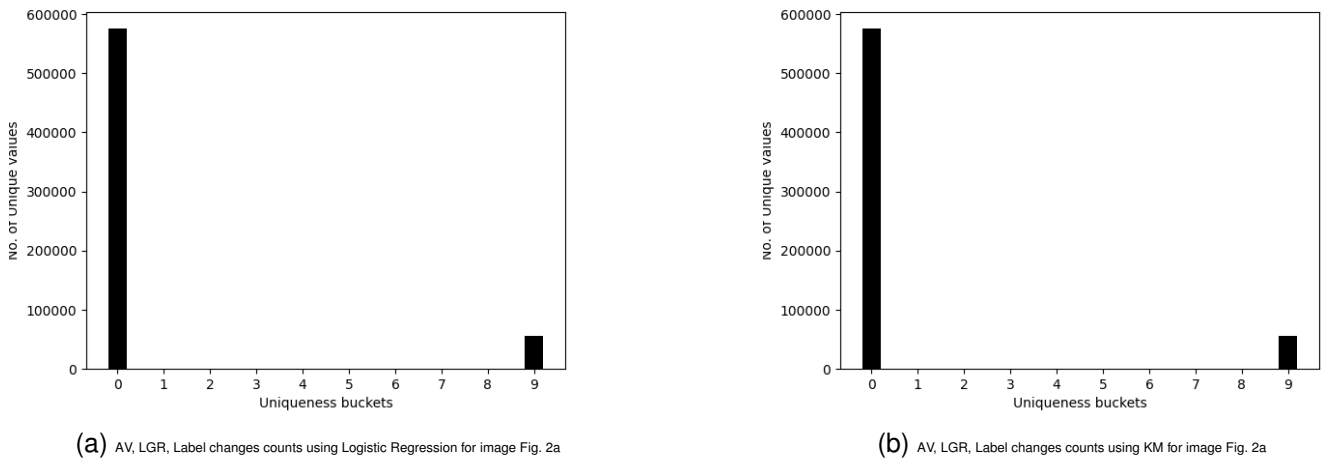 600000
500000
400000
300000
200000
100000
0
No. of Unique values
0 1 2 3 4 5 6 7 8 9
Uniqueness buckets
(a) AV, LGR, Label changes counts using Logistic Regression for image Fig. 2a
600000
500000
400000
300000
200000
100000
0
No. of Unique values
0 1 2 3 4 5 6 7 8 9
Uniqueness buckets
(b) AV, LGR, Label changes counts using KM for image Fig. 2a